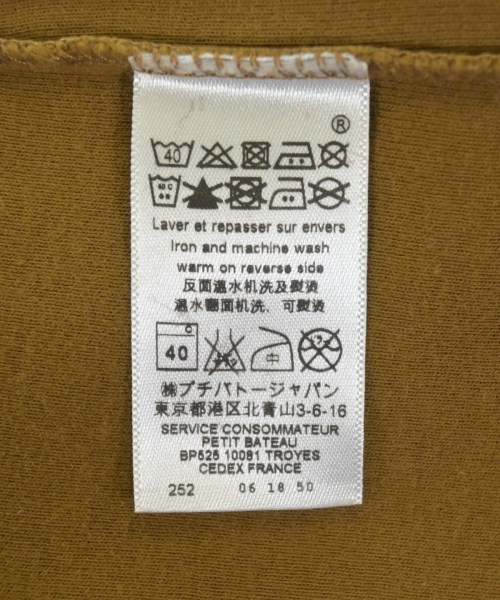 ®
40
40 C
Laver et repasser sur envers
Iron and machine wash
warm on reverse side
反面温水机洗及熨烫
温水翻面机洗、可熨烫
C
40
中
㈱プチバトージャパン
東京都港区北青山3-6-16
SERVICE CONSOMMATEUR
PETIT BATEAU
BP525 10081 TROYES
CEDEX FRANCE
252 06 18 50